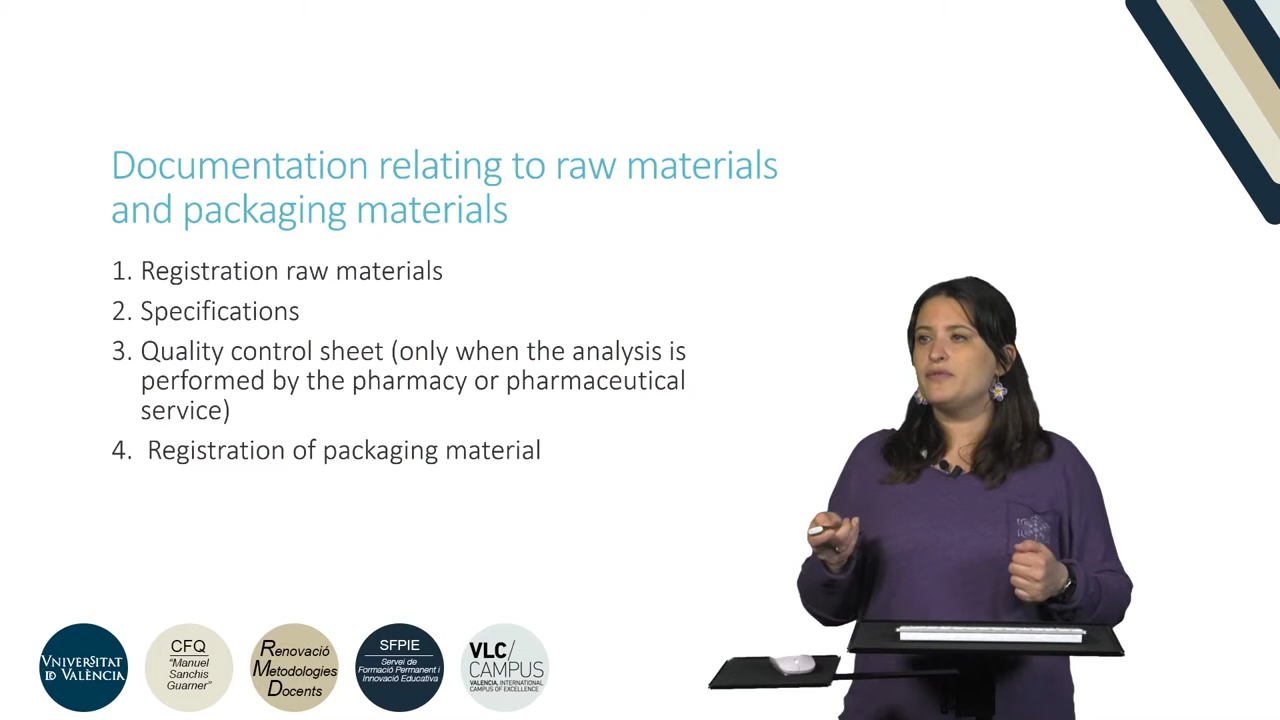 Documentation relating to raw materials
and packaging materials
1. Registration raw materials
2. Specifications
3. Quality control sheet (only when the analysis is
performed by the pharmacy or pharmaceutical
service)
4. Registration of packaging material
VNIVERSITAT
ID VALÈNCIA
CFQ
"Manuel
Sanchis
Guarner"
Renovació
Metodologies
Docents
SFPIE
Servei de
Formació Permanent i
Innovació Educativa
VLC/
CAMPUS
VALENCIA, INTERNATIONAL
CAMPUS OF EXCELLENCE